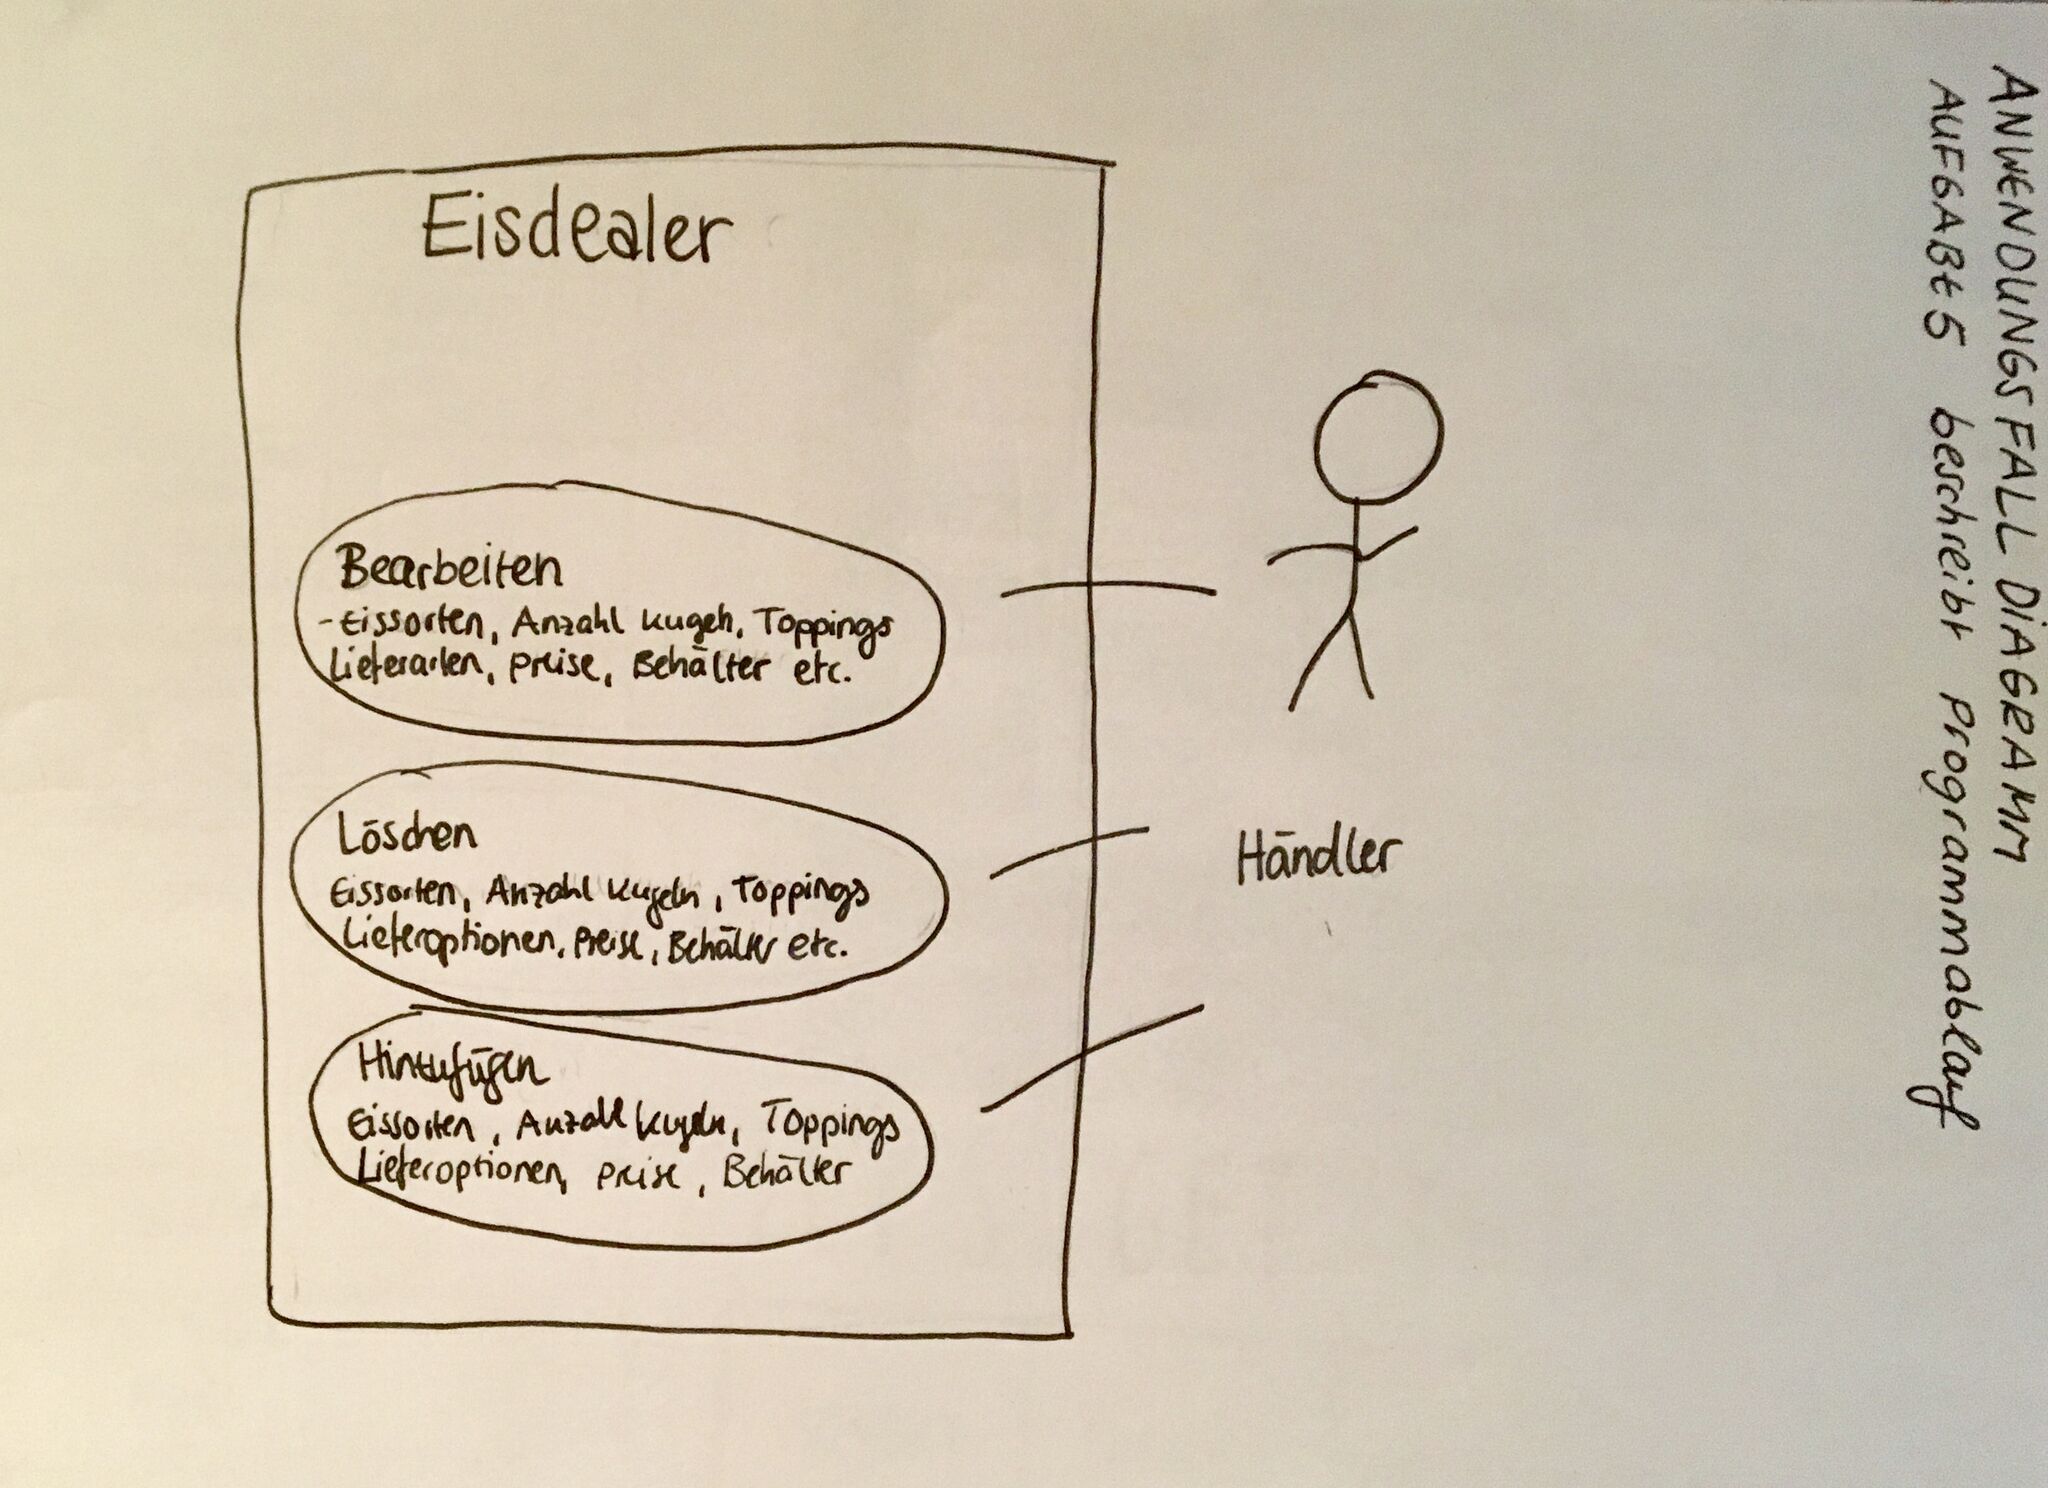 Eisdealer
Bearbeiten
- Eissorten, Anzahl Kugeln, Toppings
Lieferarten, Preise, Behälter etc.
Löschen
Eissorten, Anzahl Kugeln, Toppings
Lieferoptionen, Preise, Behälter etc.
Hinzufügen
Eissorten, Anzahl Kugeln, Toppings
Lieferoptionen, Preise, Behälter
Händler
ANWENDUNGSFALL DIAGRAMM
AUFGABE 5 beschreibt Programmablauf